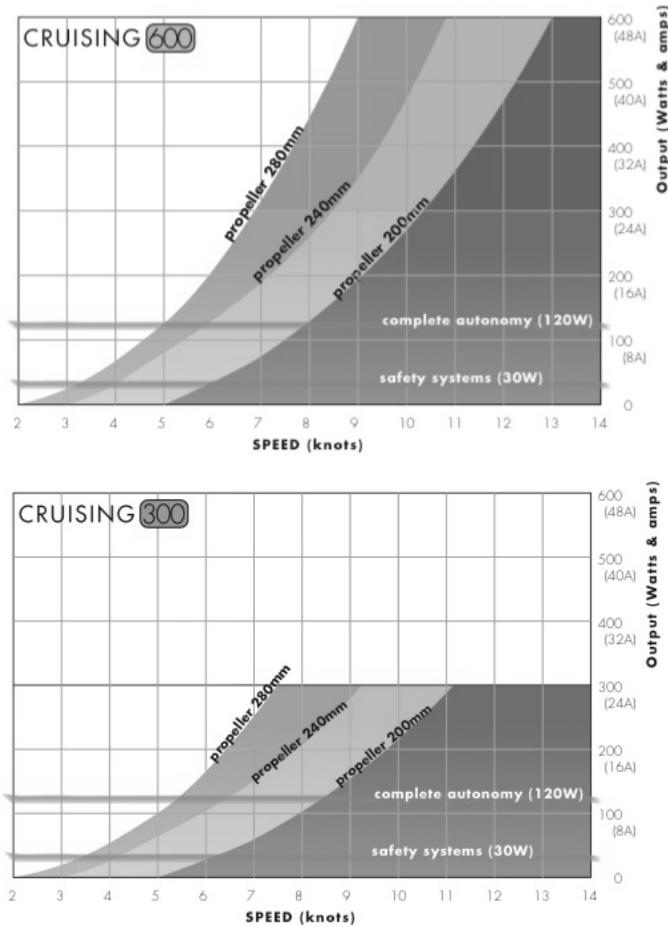 CRUISING 600
600
(48A)
500
(40A)
400
(32A)
300
(24A)
200
(16A)
100
(8A)
0
Output (Watts & amps)
propeller 280mm
propeller 240mm
propeller 200mm
complete autonomy (120W)
safety systems (30W)
2 3 4 5 6 7 8 9 10 11 12 13 14
SPEED (knots)
CRUISING 300
600
(48A)
500
(40A)
400
(32A)
300
(24A)
200
(16A)
100
(8A)
0
Output (Watts & amps)
propeller 280mm
propeller 240mm
propeller 200mm
complete autonomy (120W)
safety systems (30W)
2 3 4 5 6 7 8 9 10 11 12 13 14
SPEED (knots)